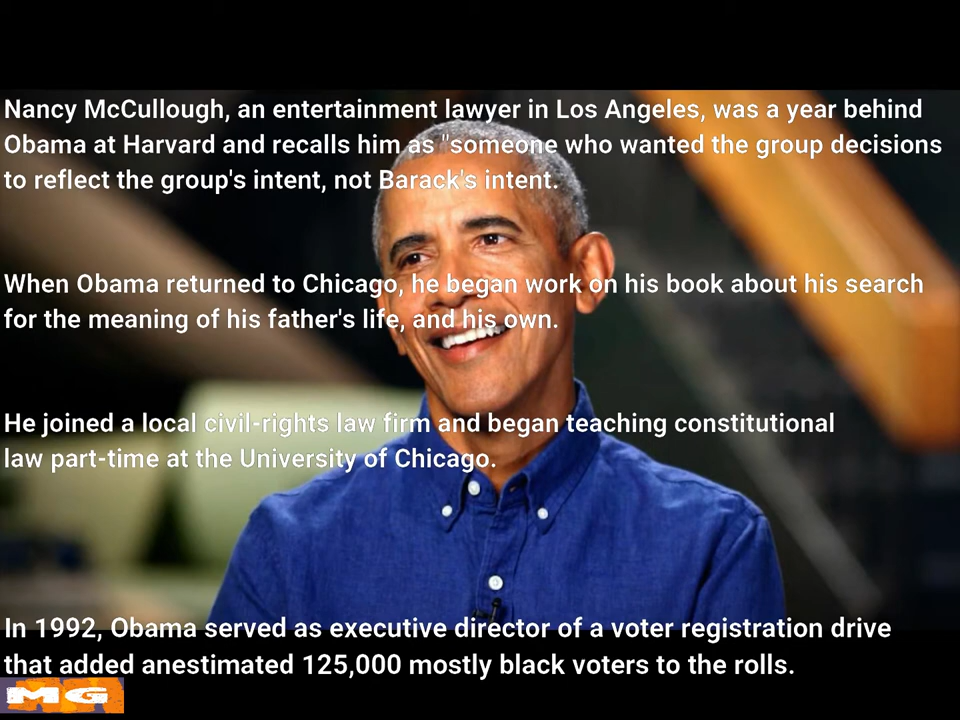 Nancy McCullough, an entertainment lawyer in Los Angeles, was a year behind
Obama at Harvard and recalls him as "someone who wanted the group decisions
to reflect the group's intent, not Barack's intent.
When Obama returned to Chicago, he began work on his book about his search
for the meaning of his father's life, and his own.
He joined a local civil-rights law firm and began teaching constitutional
law part-time at the University of Chicago.
In 1992, Obama served as executive director of a voter registration drive
that added anestimated 125,000 mostly black voters to the rolls.
MG